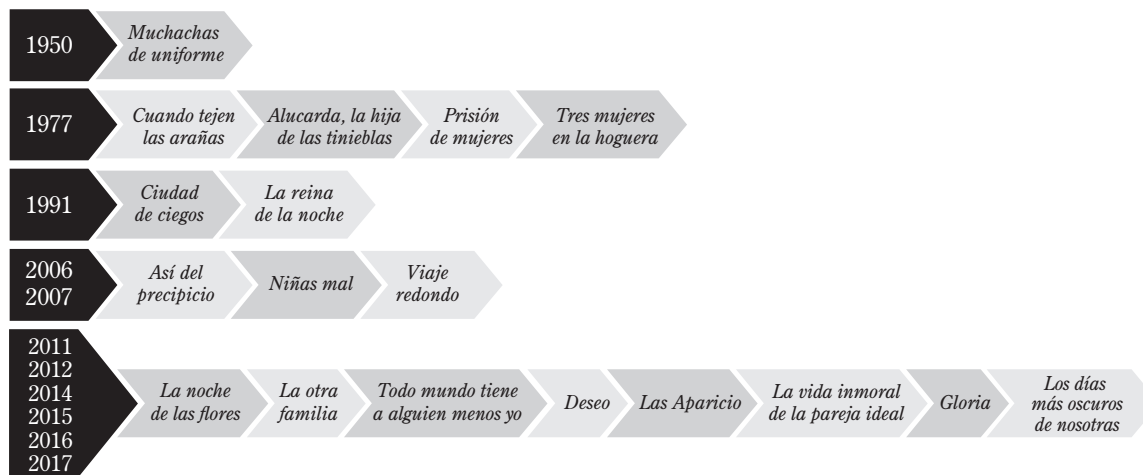 1950
Muchachas
de uniforme
1977
Cuando tejen
las arañas
Alucarda, la hija
de las tinieblas
Prisión
de mujeres
Tres mujeres
en la hoguera
1991
Ciudad
de ciegos
La reina
de la noche
2006
2007
Así del
precipicio
Niñas mal
Viaje
redondo
2011
2012
2014
2015
2016
2017
La noche
de las flores
La otra
familia
Todo mundo tiene
a alguien menos yo
Deseo
Las Aparicio
La vida inmoral
de la pareja ideal
Gloria
Los días
más oscuros
de nosotras